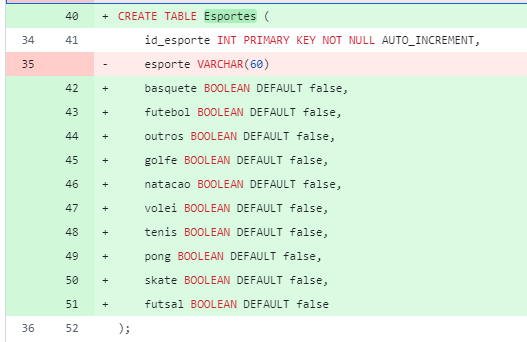 40 + CREATE TABLE Esportes (
34 41 id_esporte INT PRIMARY KEY NOT NULL AUTO_INCREMENT,
35 - esporte VARCHAR(60)
42 + basquete BOOLEAN DEFAULT false,
43 + futebol BOOLEAN DEFAULT false,
44 + outros BOOLEAN DEFAULT false,
45 + golfe BOOLEAN DEFAULT false,
46 + natacao BOOLEAN DEFAULT false,
47 + volei BOOLEAN DEFAULT false,
48 + tenis BOOLEAN DEFAULT false,
49 + pong BOOLEAN DEFAULT false,
50 + skate BOOLEAN DEFAULT false,
51 + futsal BOOLEAN DEFAULT false
36 52 );